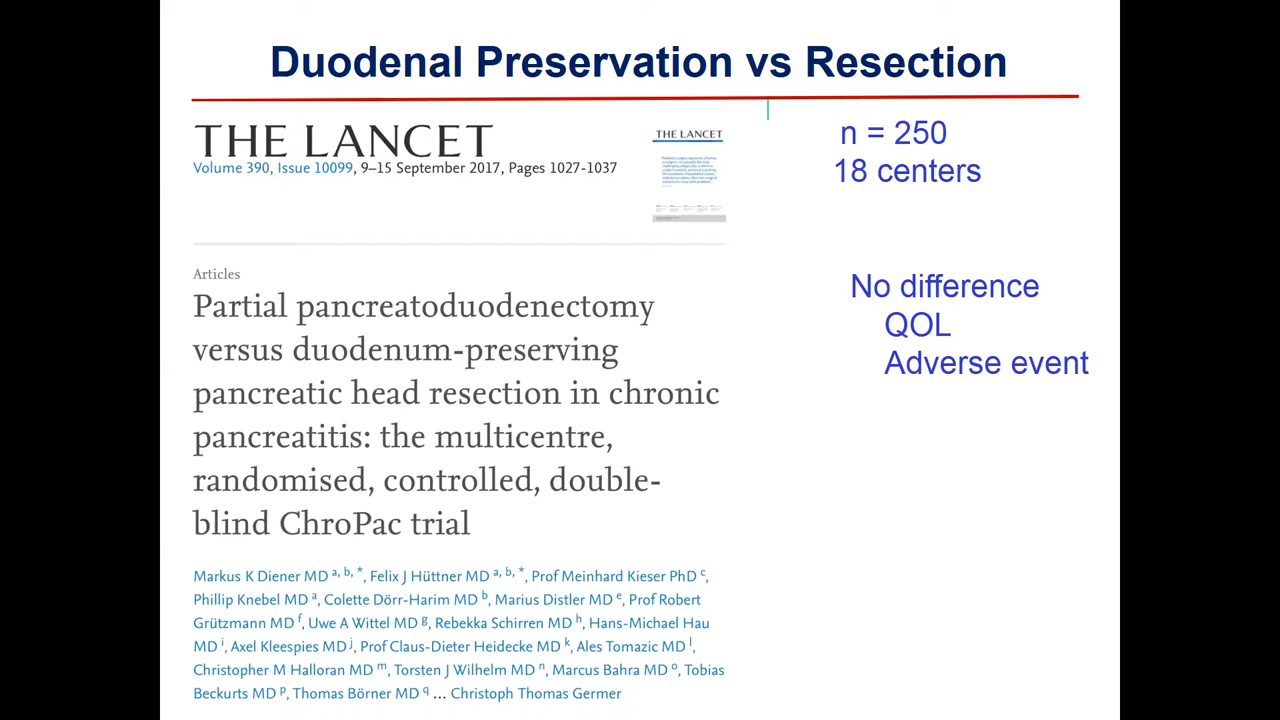 Duodenal Preservation vs Resection
THE LANCET
Volume 390, Issue 10099, 9–15 September 2017, Pages 1027-1037
THE LANCET
n = 250
18 centers
Articles
Partial pancreatoduodenectomy
versus duodenum-preserving
pancreatic head resection in chronic
pancreatitis: the multicentre,
randomised, controlled, double-
blind ChroPac trial
Markus K Diener MD a, b, *, Felix J Hüttner MD a, b, *, Prof Meinhard Kieser PhD c,
Phillip Knebel MD a, Colette Dörr-Harim MD b, Marius Distler MD e, Prof Robert
Grützmann MD f, Uwe A Wittel MD g, Rebekka Schirren MD h, Hans-Michael Hau
MD i, Axel Kleespies MD j, Prof Claus-Dieter Heidecke MD k, Ales Tomazic MD l,
Christopher M Halloran MD m, Torsten J Wilhelm MD n, Marcus Bahra MD o, Tobias
Beckurts MD p, Thomas Börner MD q ... Christoph Thomas Germer
No difference
QOL
Adverse event